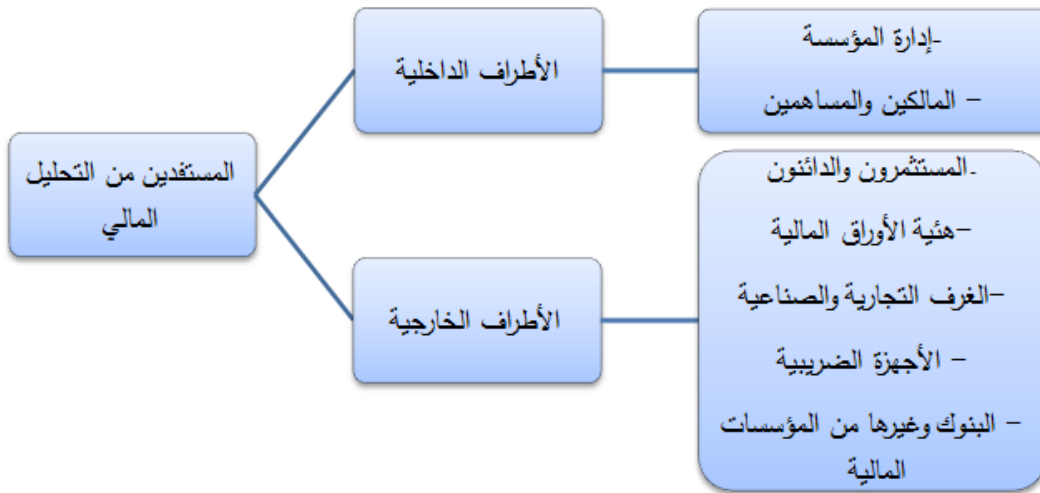 المستفدين من التحليل
المالي
الأطراف الداخلية
-إدارة المؤسسة
– المالكين والمساهمين
الأطراف الخارجية
-المستثمرون والدائنون
–هئية الأوراق المالية
–الغرف التجارية والصناعية
– الأجهزة الضريبية
– البنوك وغيرها من المؤسسات
المالية